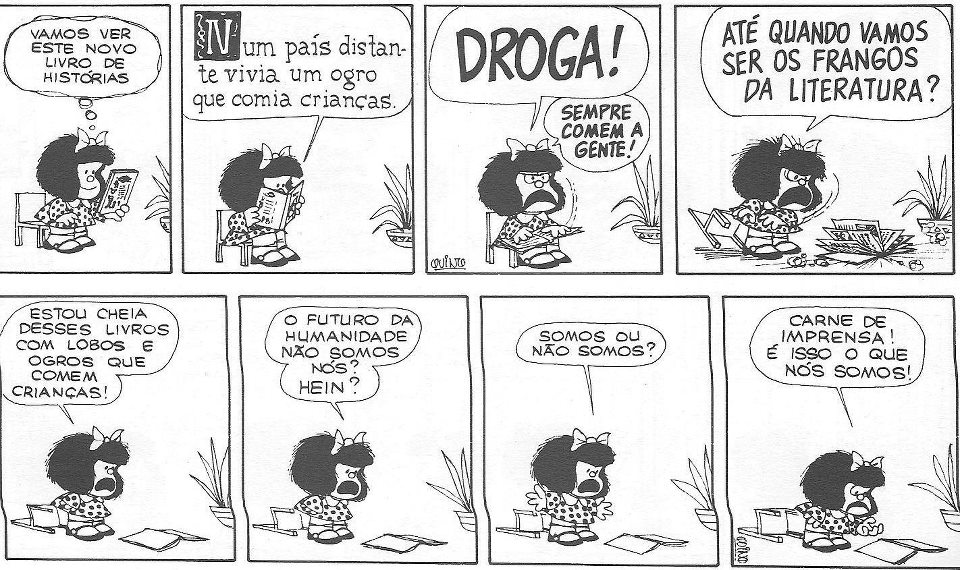 VAMOS VER
ESTE NOVO
LIVRO DE
HISTÓRIAS
Num país distan-
te vivia um ogro
que comia crianças.
DROGA!
SEMPRE
COMEM A
GENTE!
QUINO
ATÉ QUANDO VAMOS
SER OS FRANGOS
DA LITERATURA?
ESTOU CHEIA
DESSES LIVROS
COM LOBOS E
OGROS QUE
COMEM
CRIANÇAS!
O FUTURO DA
HUMANIDADE
NÃO SOMOS
NÓS?
HEIN?
SOMOS OU
NÃO SOMOS?
CARNE DE
IMPRENSA!
É ISSO O QUE
NÓS SOMOS!
QUINO